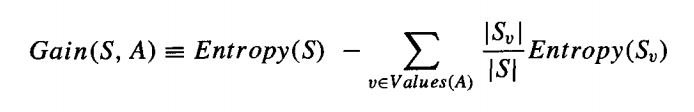 Gain(S, A) ≡ Entropy(S) − ∑_{v∈Values(A)} |S_v|/|S| Entropy(S_v)